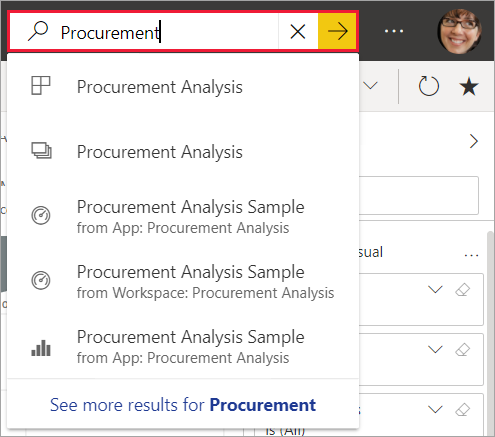 Procurement
Procurement Analysis
Procurement Analysis
Procurement Analysis Sample
from App: Procurement Analysis
Procurement Analysis Sample
from Workspace: Procurement Analysis
Procurement Analysis Sample
from App: Procurement Analysis
See more results for Procurement
is (All)